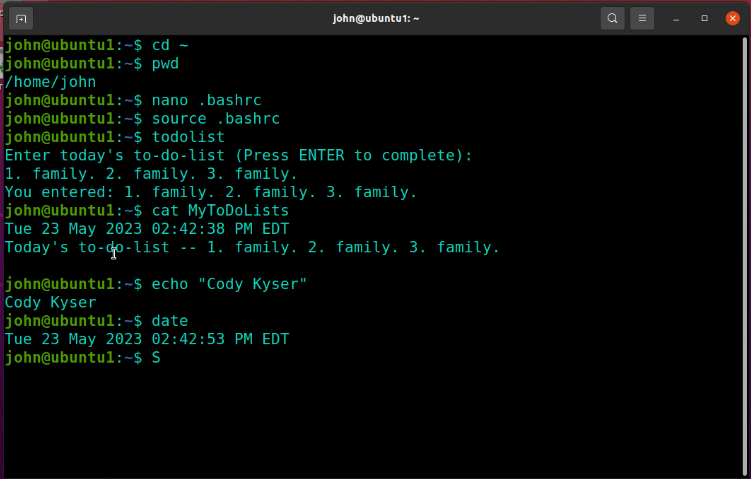 john@ubuntu1: ~
john@ubuntu1:~$ cd ~
john@ubuntu1:~$ pwd
/home/john
john@ubuntu1:~$ nano .bashrc
john@ubuntu1:~$ source .bashrc
john@ubuntu1:~$ todolist
Enter today's to-do-list (Press ENTER to complete):
1. family. 2. family. 3. family.
You entered: 1. family. 2. family. 3. family.
john@ubuntu1:~$ cat MyToDoLists
Tue 23 May 2023 02:42:38 PM EDT
Today's to-do-list -- 1. family. 2. family. 3. family.
john@ubuntu1:~$ echo "Cody Kyser"
Cody Kyser
john@ubuntu1:~$ date
Tue 23 May 2023 02:42:53 PM EDT
john@ubuntu1:~$ S